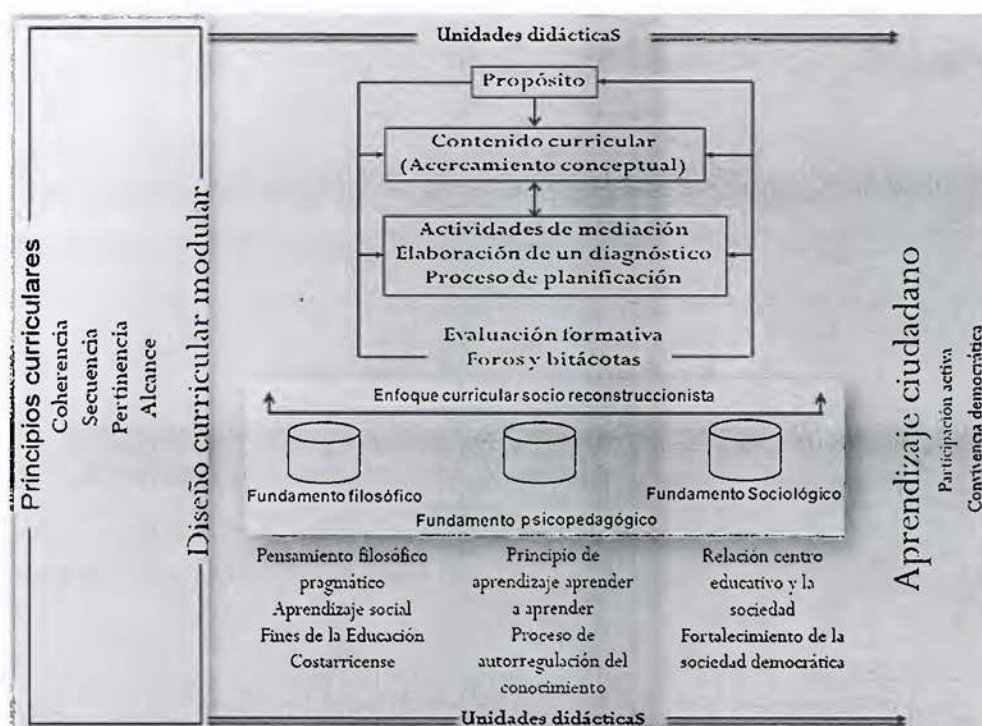 Unidades didácticaS
Principios curriculares
Coherencia
Secuencia
Pertinencia
Alcance
Diseño curricular modular
Propósito
Contenido curricular
(Acercamiento conceptual)
Actividades de mediación
Elaboración de un diagnóstico
Proceso de planificación
Evaluación formativa
Foros y bitácotas
Enfoque curricular socio reconstruccionista
Fundamento filosófico
Fundamento psicopedagógico
Fundamento Sociológico
Pensamiento filosófico
pragmático
Aprendizaje social
Fines de la Educación
Costarricense
Principio de
aprendizaje aprender
a aprender
Proceso de
autorregulación del
conocimiento
Relación centro
educativo y la
sociedad
Fortalecimiento de la
sociedad democrática
Aprendizaje ciudadano
Participación activa
Convivencia democrática
Unidades didácticaS